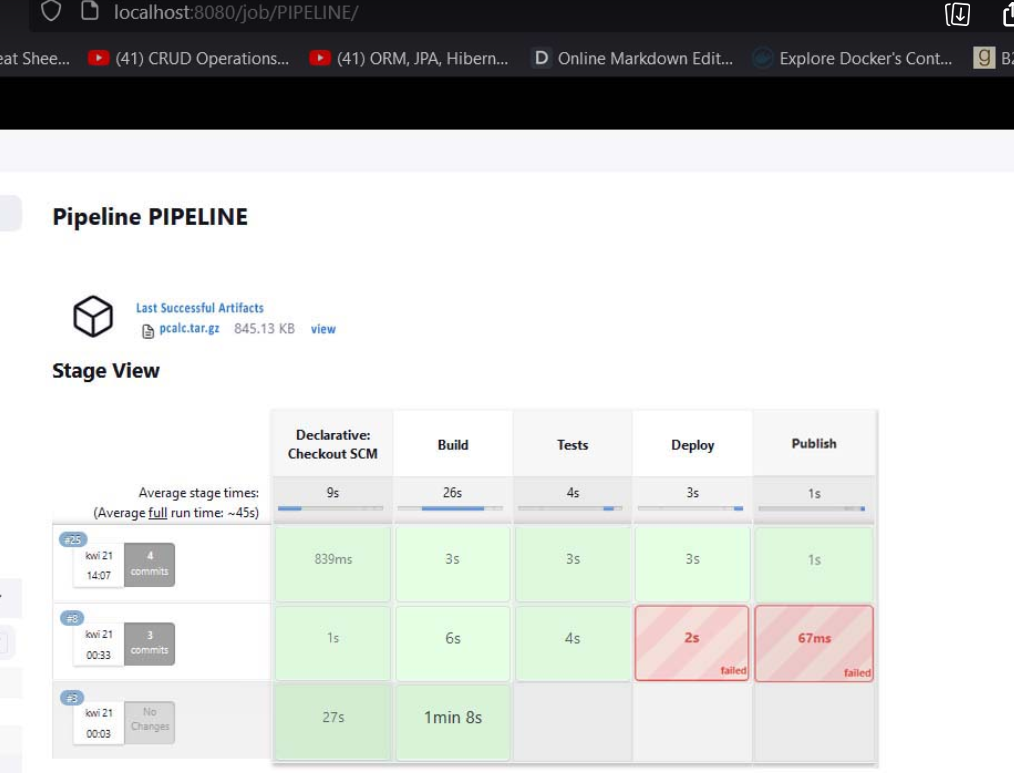 localhost:8080/job/PIPELINE/
eat Shee... (41) CRUD Operations... (41) ORM, JPA, Hibern... D Online Markdown Edit... Explore Docker's Cont... g B2
Pipeline PIPELINE
Last Successful Artifacts
pcalc.tar.gz 845.13 KB view
Stage View
Declarative: Checkout SCM Build Tests Deploy Publish
Average stage times: 9s 26s 4s 3s 1s
(Average full run time: ~45s)
#25
kwi 21 14:07 4 commits 839ms 3s 3s 3s 1s
#8
kwi 21 00:33 3 commits 1s 6s 4s 2s failed 67ms failed
#3
kwi 21 00:03 No Changes 27s 1min 8s